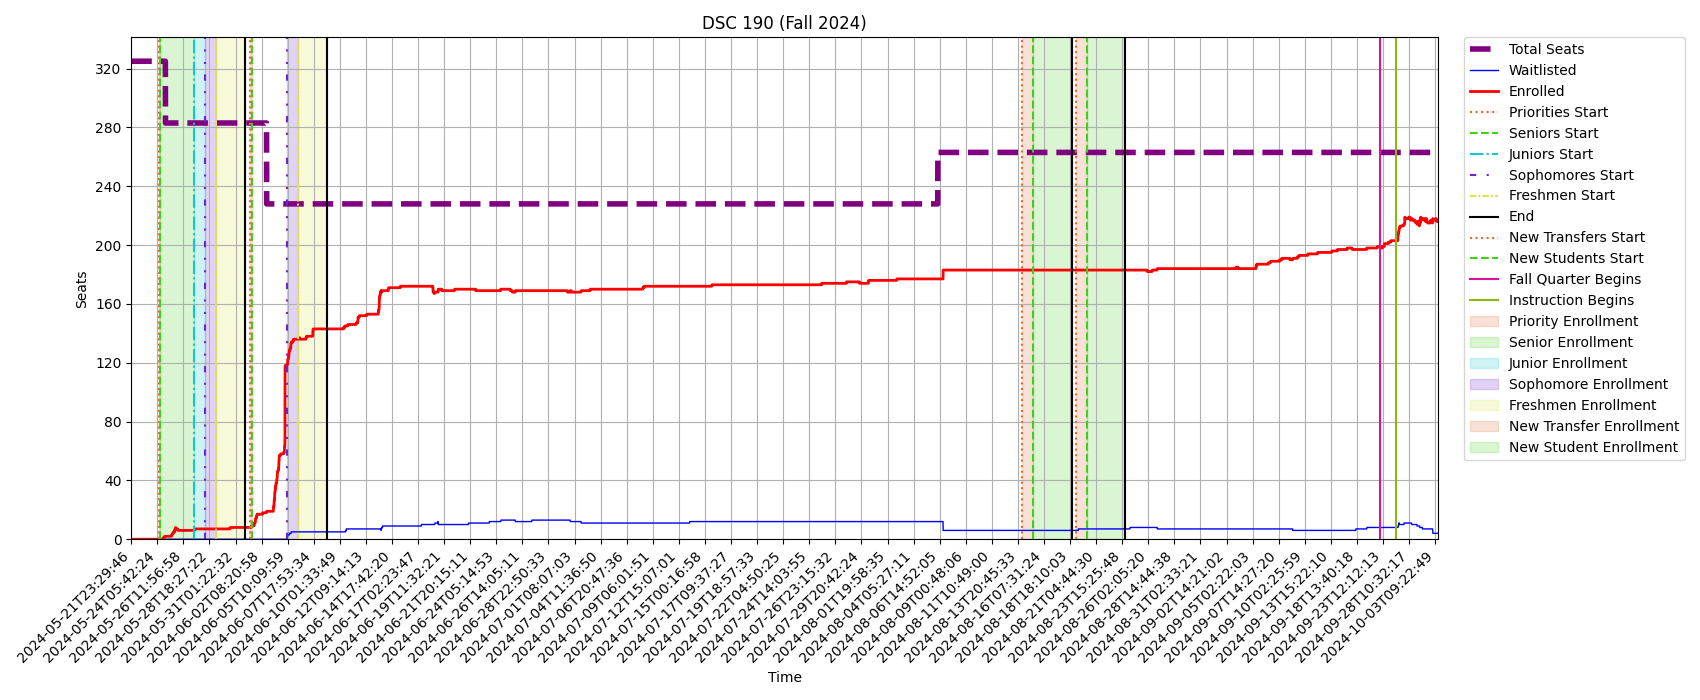 DSC 190 (Fall 2024)
Seats
320
280
240
200
160
120
80
40
0
2024-05-21T23:29:46
2024-05-24T05:42:24
2024-05-26T11:56:58
2024-05-28T18:27:22
2024-05-31T01:22:32
2024-06-02T08:20:58
2024-06-05T10:09:59
2024-06-07T17:53:34
2024-06-10T01:33:49
2024-06-12T09:14:13
2024-06-14T17:42:20
2024-06-17T02:23:47
2024-06-19T11:32:21
2024-06-21T20:15:11
2024-06-24T05:14:53
2024-06-26T14:05:11
2024-06-28T22:50:33
2024-07-01T08:07:03
2024-07-04T11:36:50
2024-07-06T20:47:36
2024-07-09T06:01:51
2024-07-12T15:07:01
2024-07-15T00:16:58
2024-07-17T09:37:27
2024-07-19T18:57:33
2024-07-22T04:50:25
2024-07-24T14:03:55
2024-07-26T23:15:32
2024-07-29T20:42:24
2024-08-01T19:58:35
2024-08-04T05:27:11
2024-08-06T14:52:05
2024-08-09T00:48:06
2024-08-11T10:49:00
2024-08-13T20:45:33
2024-08-16T07:31:24
2024-08-18T18:10:03
2024-08-21T04:44:30
2024-08-23T15:25:48
2024-08-26T02:05:20
2024-08-28T14:44:38
2024-08-31T02:33:21
2024-09-02T14:21:02
2024-09-05T02:22:03
2024-09-07T14:27:20
2024-09-10T02:25:59
2024-09-13T15:22:10
2024-09-18T13:40:18
2024-09-23T12:12:13
2024-09-28T10:32:17
2024-10-03T09:22:49
Time
Total Seats
Waitlisted
Enrolled
Priorities Start
Seniors Start
Juniors Start
Sophomores Start
Freshmen Start
End
New Transfers Start
New Students Start
Fall Quarter Begins
Instruction Begins
Priority Enrollment
Senior Enrollment
Junior Enrollment
Sophomore Enrollment
Freshmen Enrollment
New Transfer Enrollment
New Student Enrollment